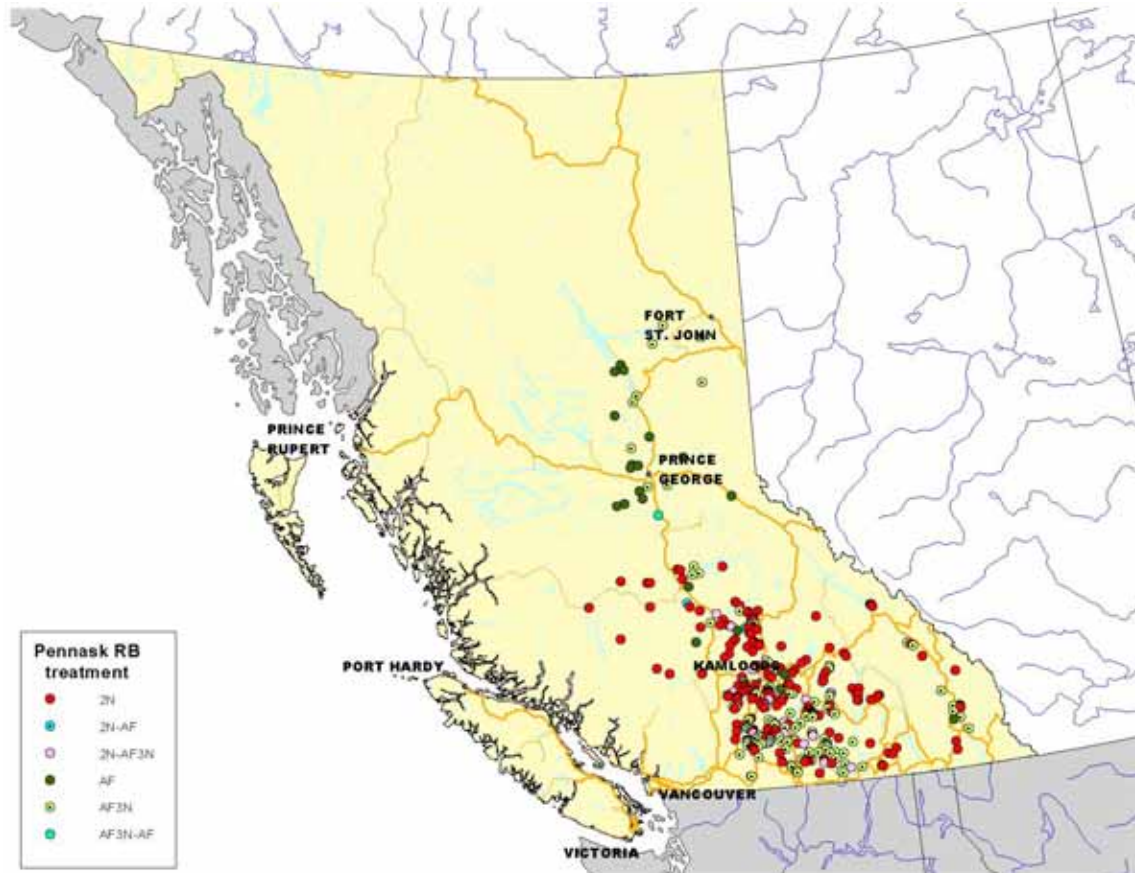 FORT
ST. JOHN
PRINCE
RUPERT
PRINCE
GEORGE
PORT HARDY
KAMLOOPS
VANCOUVER
VICTORIA
Pennask RB
treatment
2N
2N-AF
2N-AF3N
AF
AF3N
AF3N-AF